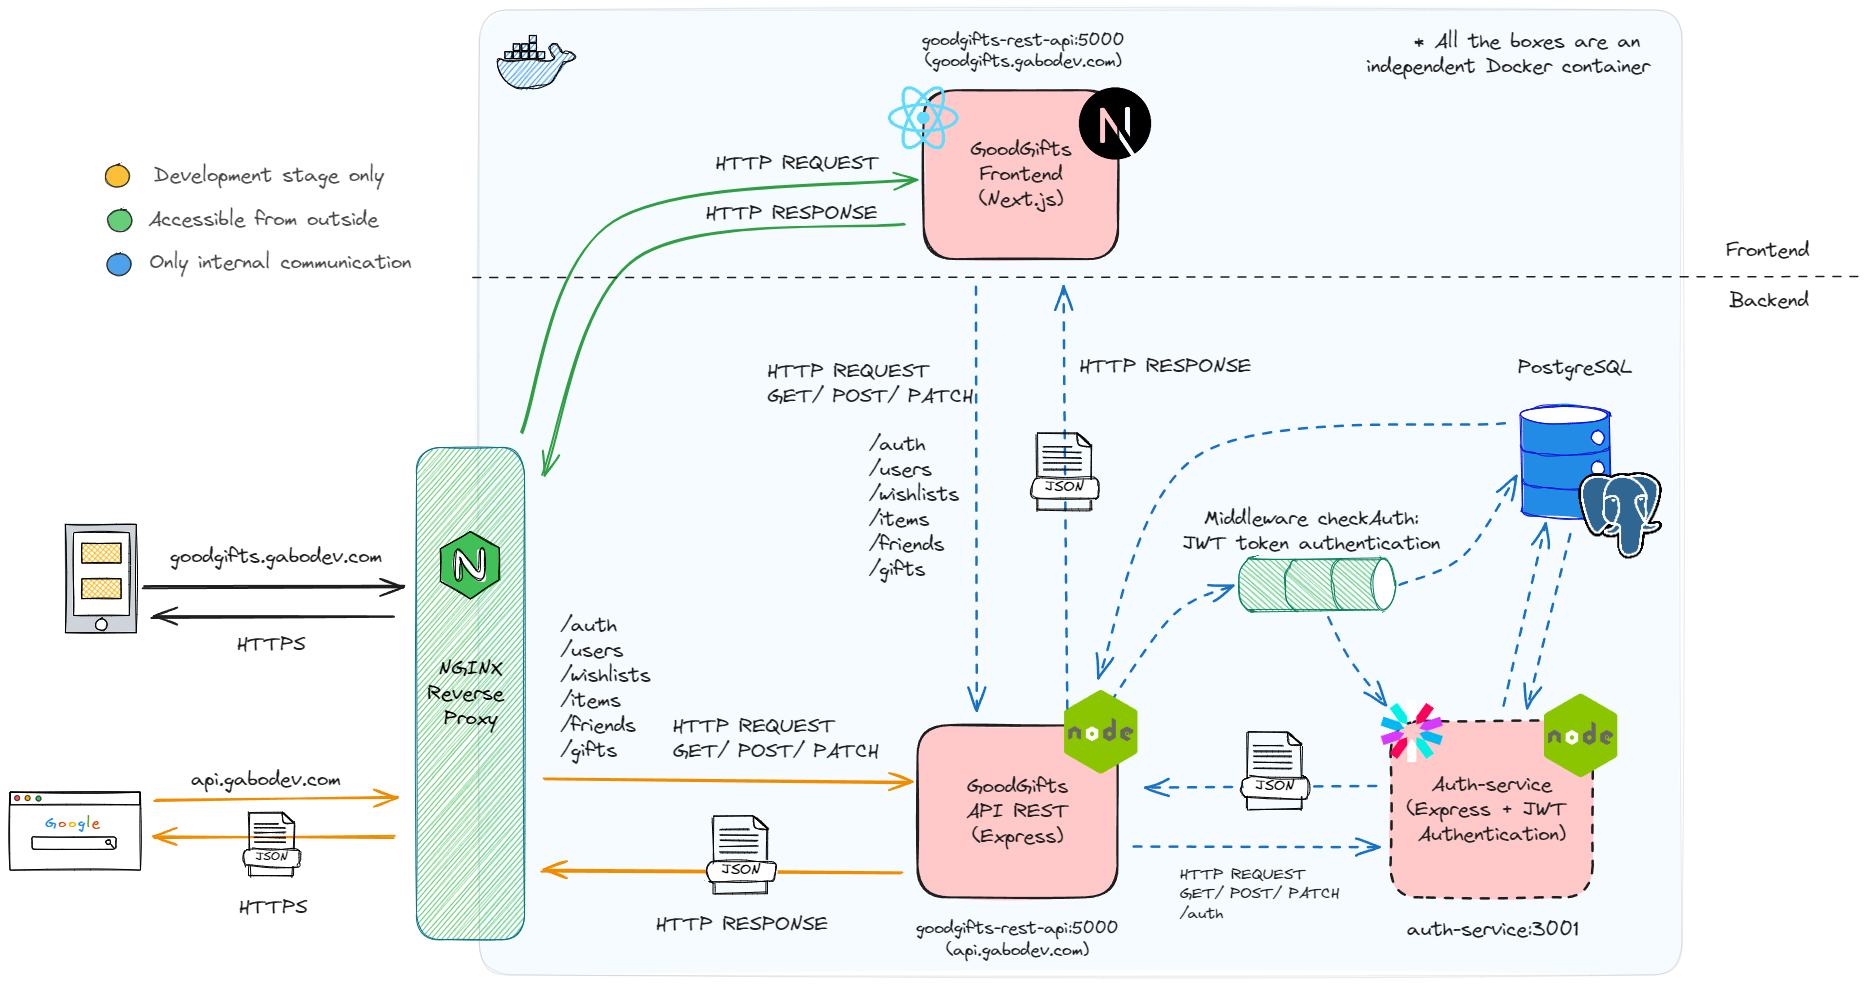 goodgifts-rest-api:5000
(goodgifts.gabodev.com)
* All the boxes are an
independent Docker container
GoodGifts
Frontend
(Next.js)
N
HTTP REQUEST
HTTP RESPONSE
Development stage only
Accessible from outside
Only internal communication
Frontend
Backend
HTTP REQUEST
GET/ POST/ PATCH
/auth
/users
/wishlists
/items
/friends
/gifts
HTTP RESPONSE
JSON
PostgreSQL
Middleware checkAuth:
JWT token authentication
goodgifts.gabodev.com
HTTPS
N
NGINX
Reverse
Proxy
/auth
/users
/wishlists
/items
/friends
/gifts
HTTP REQUEST
GET/ POST/ PATCH
api.gabodev.com
Google
JSON
HTTPS
JSON
HTTP RESPONSE
node
GoodGifts
API REST
(Express)
goodgifts-rest-api:5000
(api.gabodev.com)
JSON
HTTP REQUEST
GET/ POST/ PATCH
/auth
node
Auth-service
(Express + JWT
Authentication)
auth-service:3001